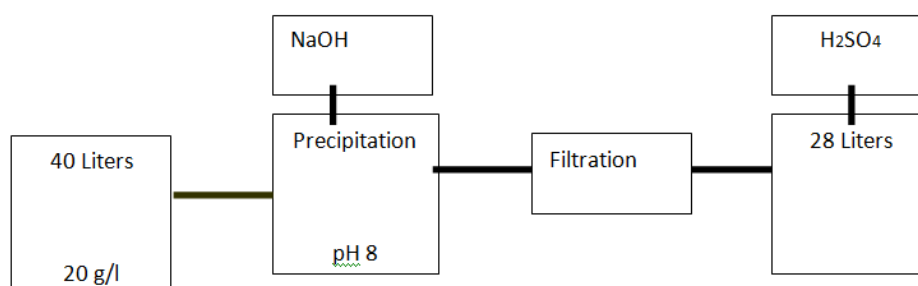 NaOH
H₂SO₄
40 Liters
20 g/l
Precipitation
pH 8
Filtration
28 Liters